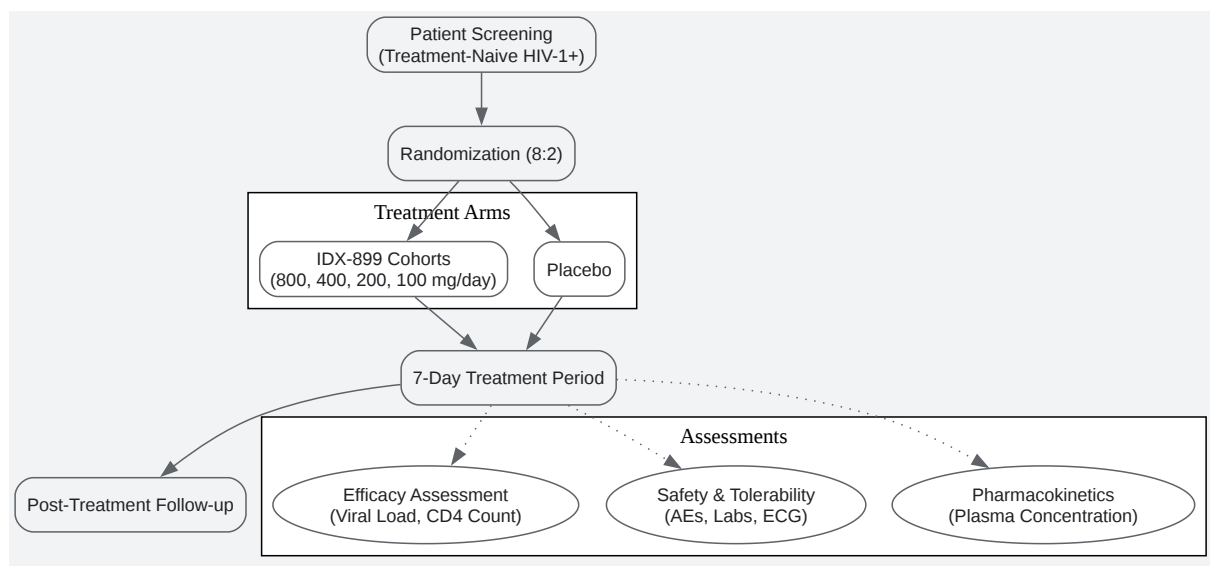 Patient Screening
(Treatment-Naive HIV-1+)
Randomization (8:2)
Treatment Arms
IDX-899 Cohorts
(800, 400, 200, 100 mg/day)
Placebo
7-Day Treatment Period
Assessments
Post-Treatment Follow-up
Efficacy Assessment
(Viral Load, CD4 Count)
Safety & Tolerability
(AEs, Labs, ECG)
Pharmacokinetics
(Plasma Concentration)